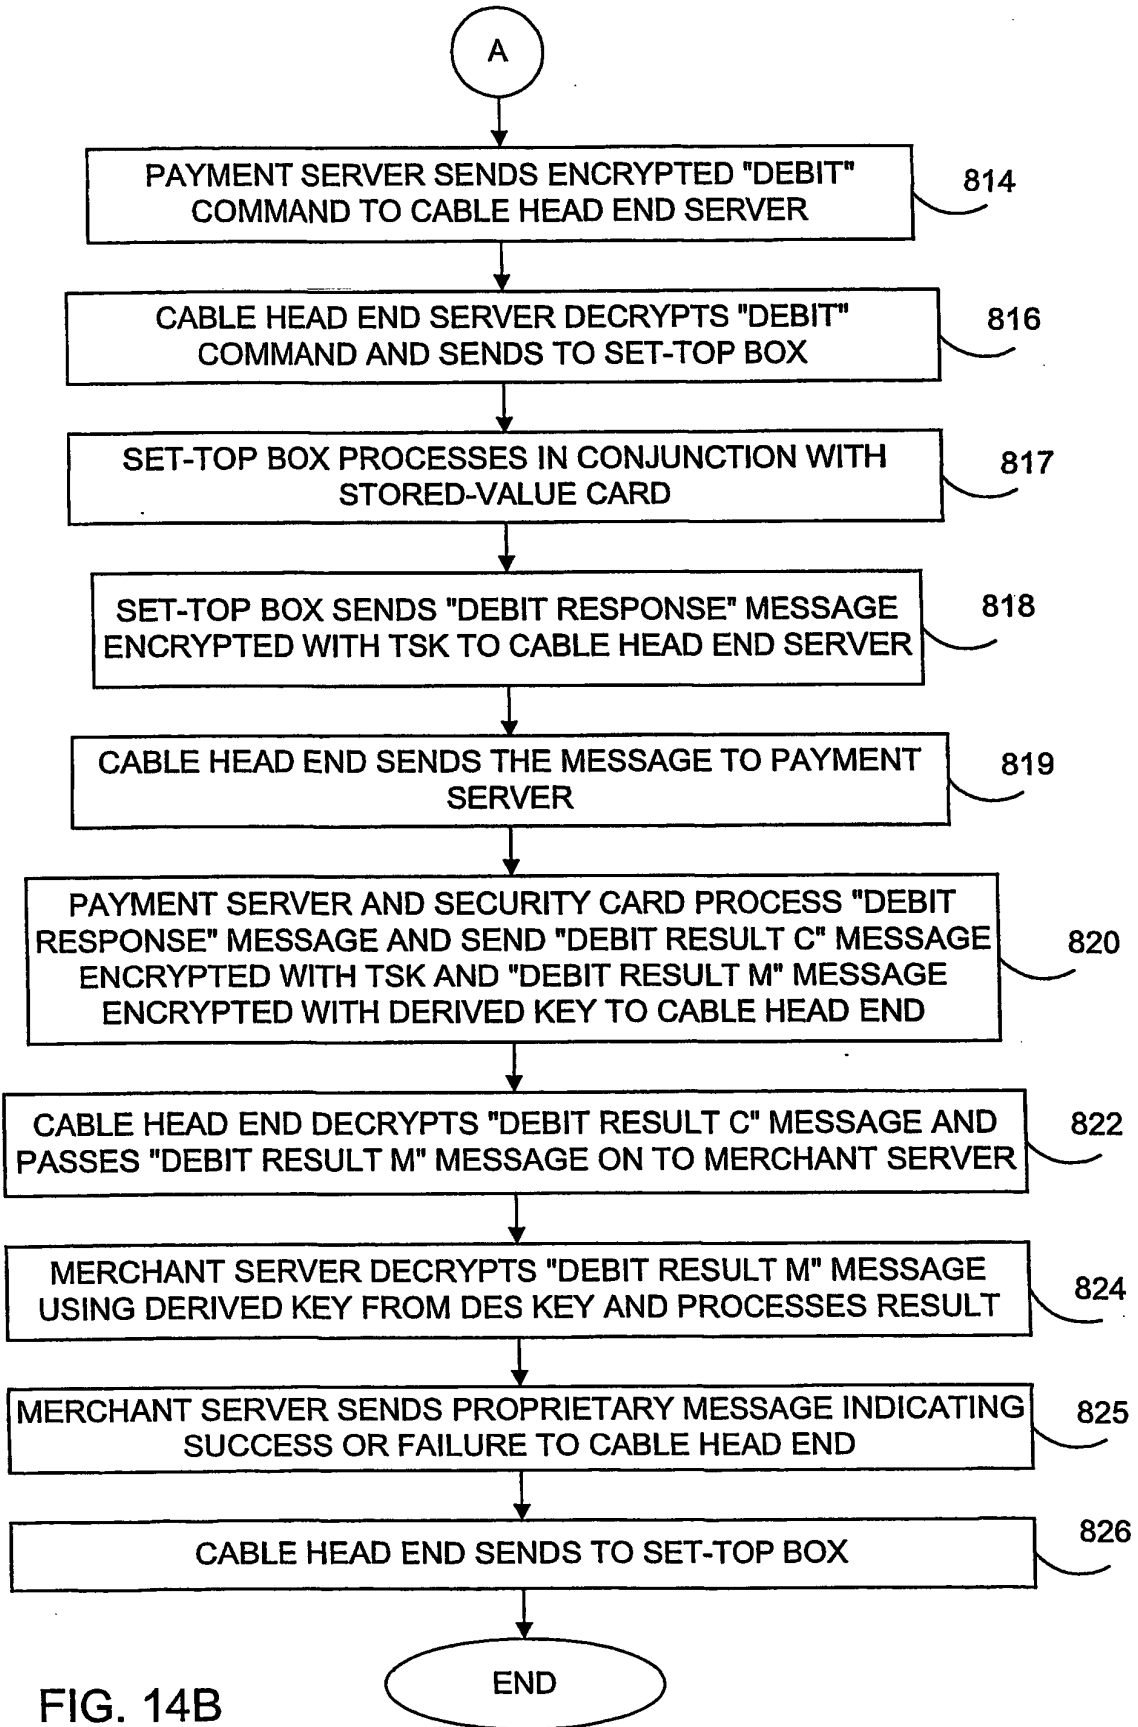 A
PAYMENT SERVER SENDS ENCRYPTED "DEBIT"
COMMAND TO CABLE HEAD END SERVER
814
CABLE HEAD END SERVER DECRYPTS "DEBIT"
COMMAND AND SENDS TO SET-TOP BOX
816
SET-TOP BOX PROCESSES IN CONJUNCTION WITH
STORED-VALUE CARD
817
SET-TOP BOX SENDS "DEBIT RESPONSE" MESSAGE
ENCRYPTED WITH TSK TO CABLE HEAD END SERVER
818
CABLE HEAD END SENDS THE MESSAGE TO PAYMENT
SERVER
819
PAYMENT SERVER AND SECURITY CARD PROCESS "DEBIT
RESPONSE" MESSAGE AND SEND "DEBIT RESULT C" MESSAGE
ENCRYPTED WITH TSK AND "DEBIT RESULT M" MESSAGE
ENCRYPTED WITH DERIVED KEY TO CABLE HEAD END
820
CABLE HEAD END DECRYPTS "DEBIT RESULT C" MESSAGE AND
PASSES "DEBIT RESULT M" MESSAGE ON TO MERCHANT SERVER
822
MERCHANT SERVER DECRYPTS "DEBIT RESULT M" MESSAGE
USING DERIVED KEY FROM DES KEY AND PROCESSES RESULT
824
MERCHANT SERVER SENDS PROPRIETARY MESSAGE INDICATING
SUCCESS OR FAILURE TO CABLE HEAD END
825
CABLE HEAD END SENDS TO SET-TOP BOX
826
END
FIG. 14B